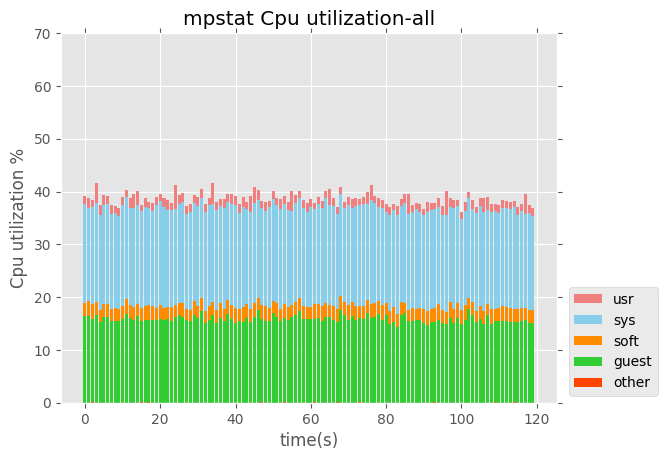 mpstat Cpu utilization-all
Cpu utilization %
70
60
50
40
30
20
10
0
0 20 40 60 80 100 120
time(s)
usr
sys
soft
guest
other